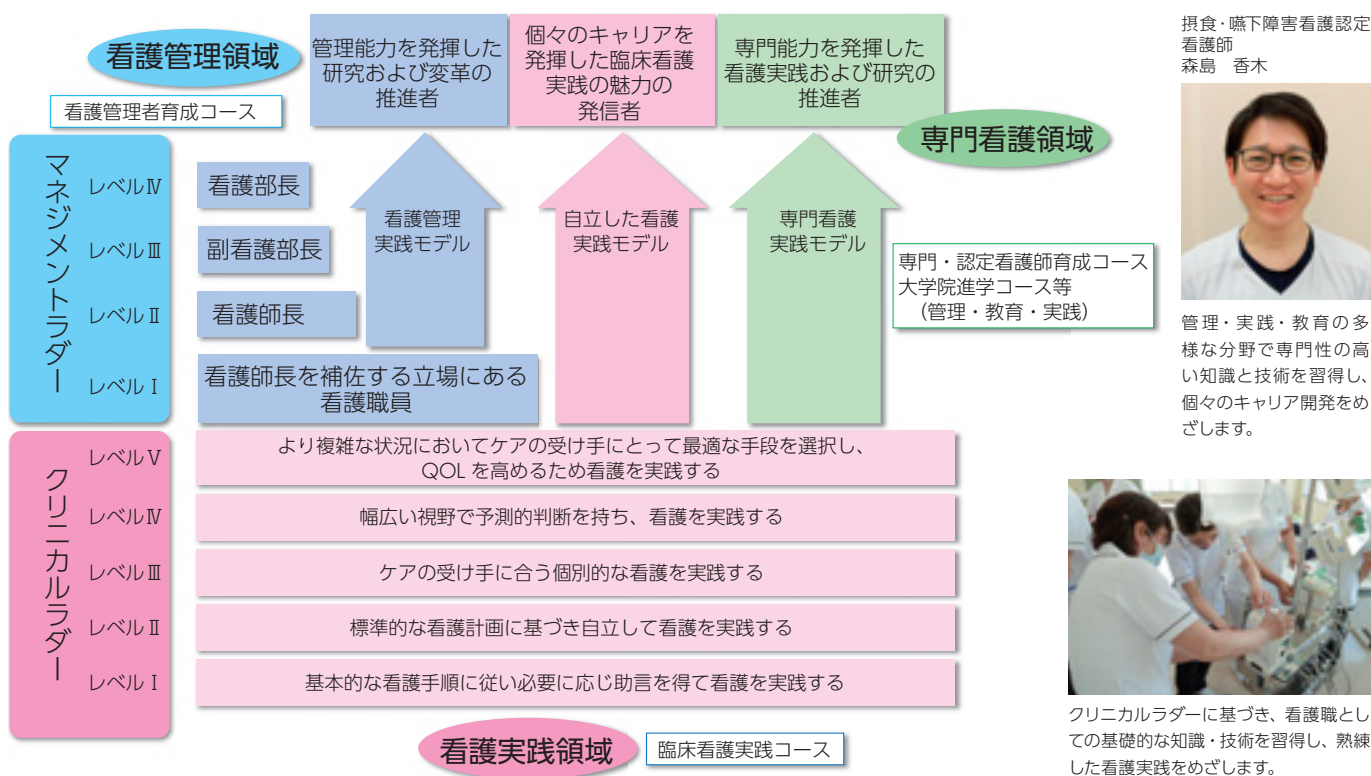 看護管理領域
看護管理者育成コース
管理能力を発揮した
研究および変革の
推進者
個々のキャリアを
発揮した臨床看護
実践の魅力の
発信者
専門能力を発揮した
看護実践および研究の
推進者
専門看護領域
マネジメントラダー
レベルⅣ
看護部長
レベルⅢ
副看護部長
レベルⅡ
看護師長
レベルⅠ
看護師長を補佐する立場にある
看護職員
看護管理
実践モデル
自立した看護
実践モデル
専門看護
実践モデル
専門・認定看護師育成コース
大学院進学コース等
（管理・教育・実践）
クリニカルラダー
レベルⅤ
より複雑な状況においてケアの受け手にとって最適な手段を選択し、
QOL を高めるため看護を実践する
レベルⅣ
幅広い視野で予測的判断を持ち、看護を実践する
レベルⅢ
ケアの受け手に合う個別的な看護を実践する
レベルⅡ
標準的な看護計画に基づき自立して看護を実践する
レベルⅠ
基本的な看護手順に従い必要に応じ助言を得て看護を実践する
看護実践領域
臨床看護実践コース
摂食・嚥下障害看護認定
看護師
森島　香木
管理・実践・教育の多
様な分野で専門性の高
い知識と技術を習得し、
個々のキャリア開発をめ
ざします。
クリニカルラダーに基づき、看護職とし
ての基礎的な知識・技術を習得し、熟練
した看護実践をめざします。